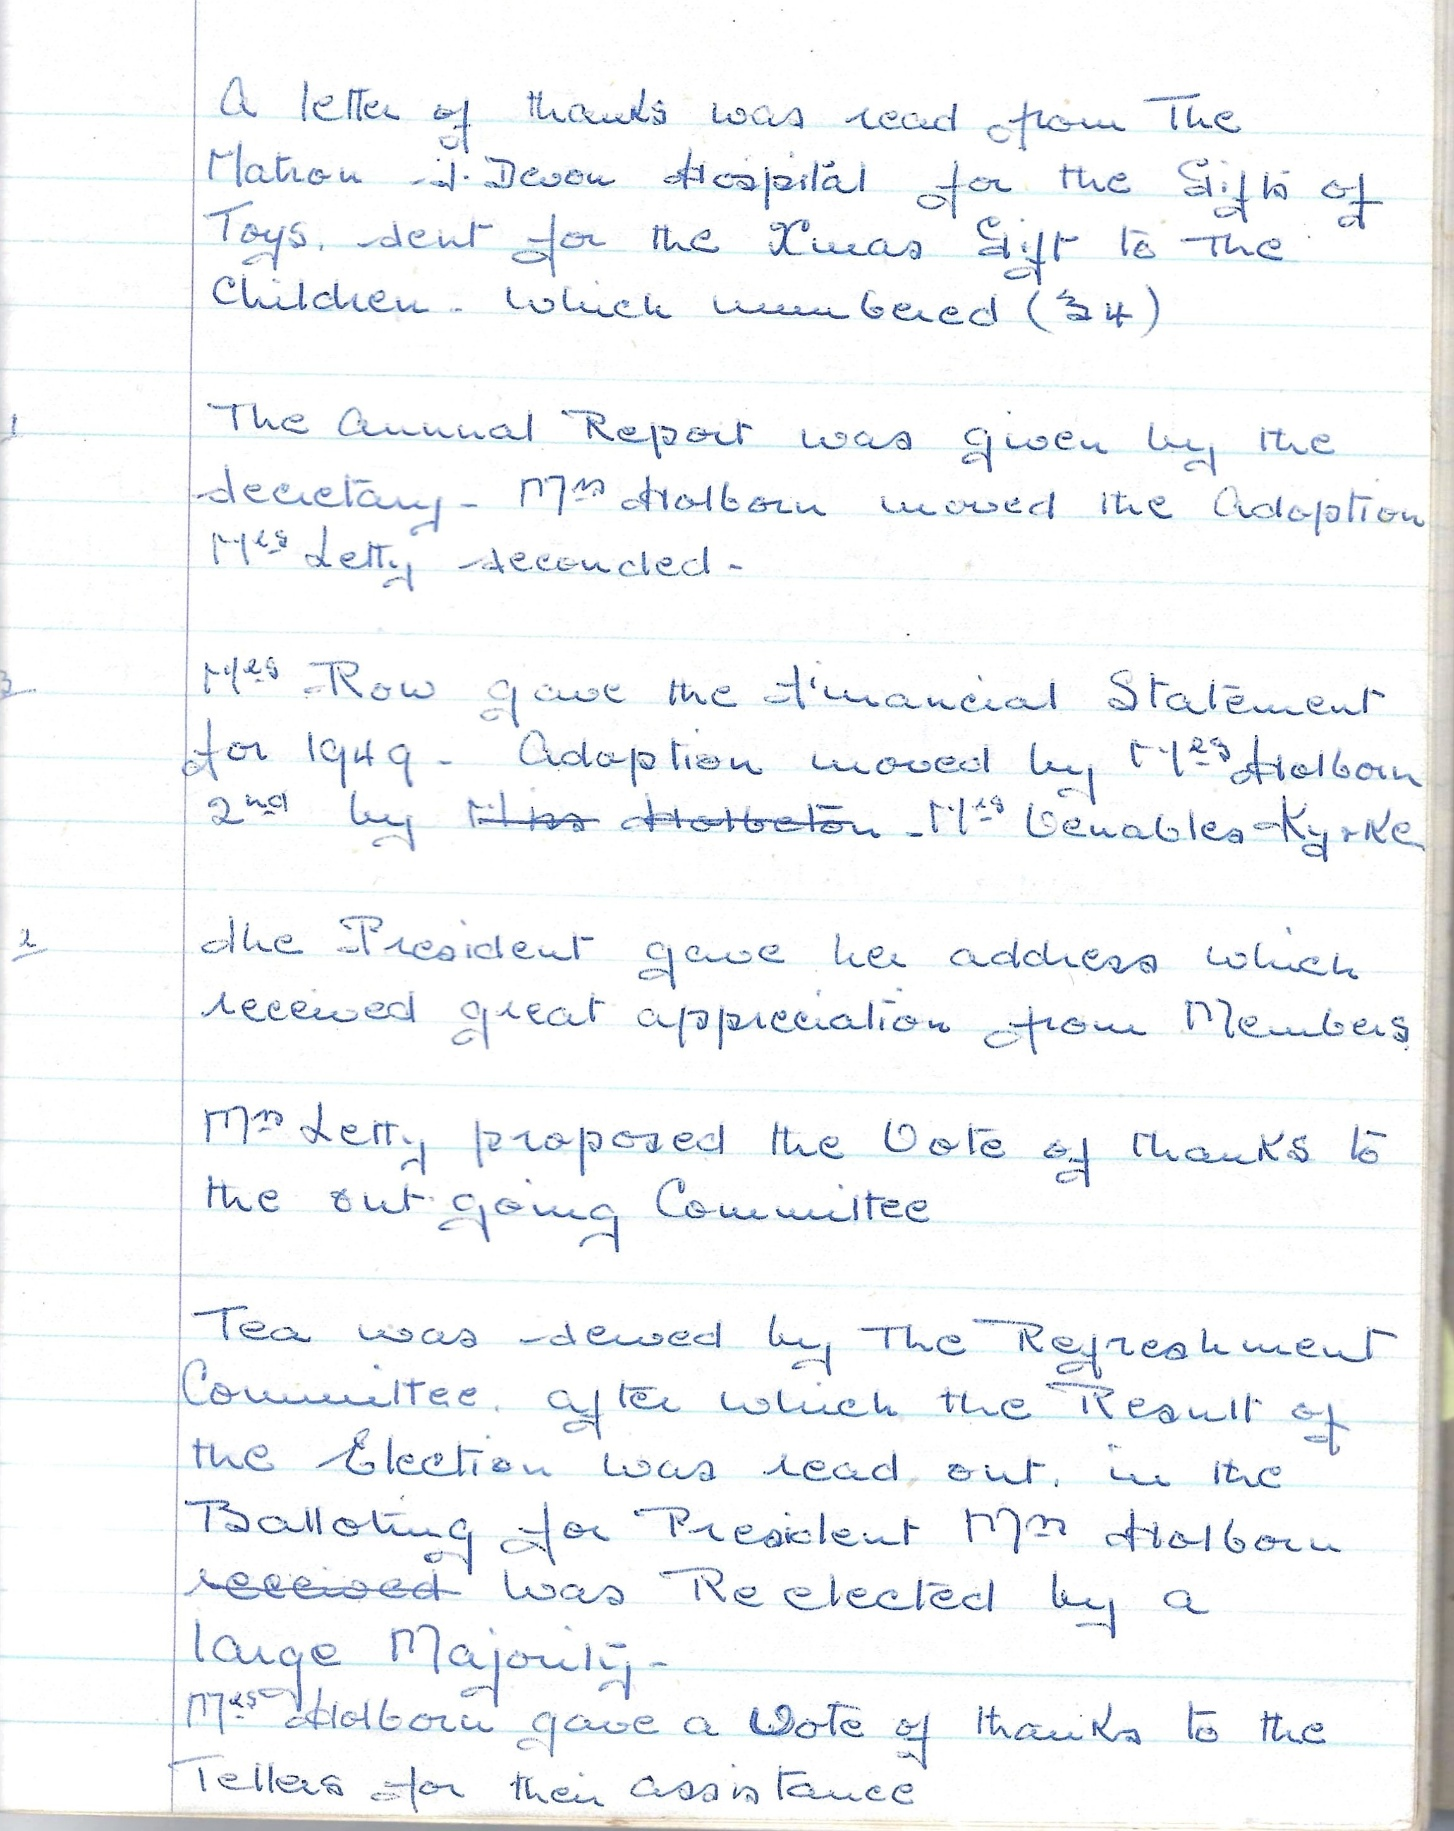 A letter of thanks was read from The
Matron S. Devon Hospital for the Gifts of
Toys. sent for the Xmas Gift to The
Children - which numbered (34)
1 The Annual Report was given by the
Secretary - Mrs Holborn moved the Adoption
Mrs Letty seconded -
3 Mrs Row gave the Financial Statement
for 1949 - Adoption moved by Mrs Holborn
2nd by Mrs Holbeton - Mrs Venables-Kyrke
2 The President gave her address which
received great appreciation from Members
Mrs Letty proposed the Vote of thanks to
the out going Committee
Tea was served by The Refreshment
Committee. after which the Result of
the Election was read out. in the
Balloting for President Mrs Holborn
received was Re elected by a
large Majority -
Mrs Holborn gave a Vote of thanks to the
Tellers for their assistance